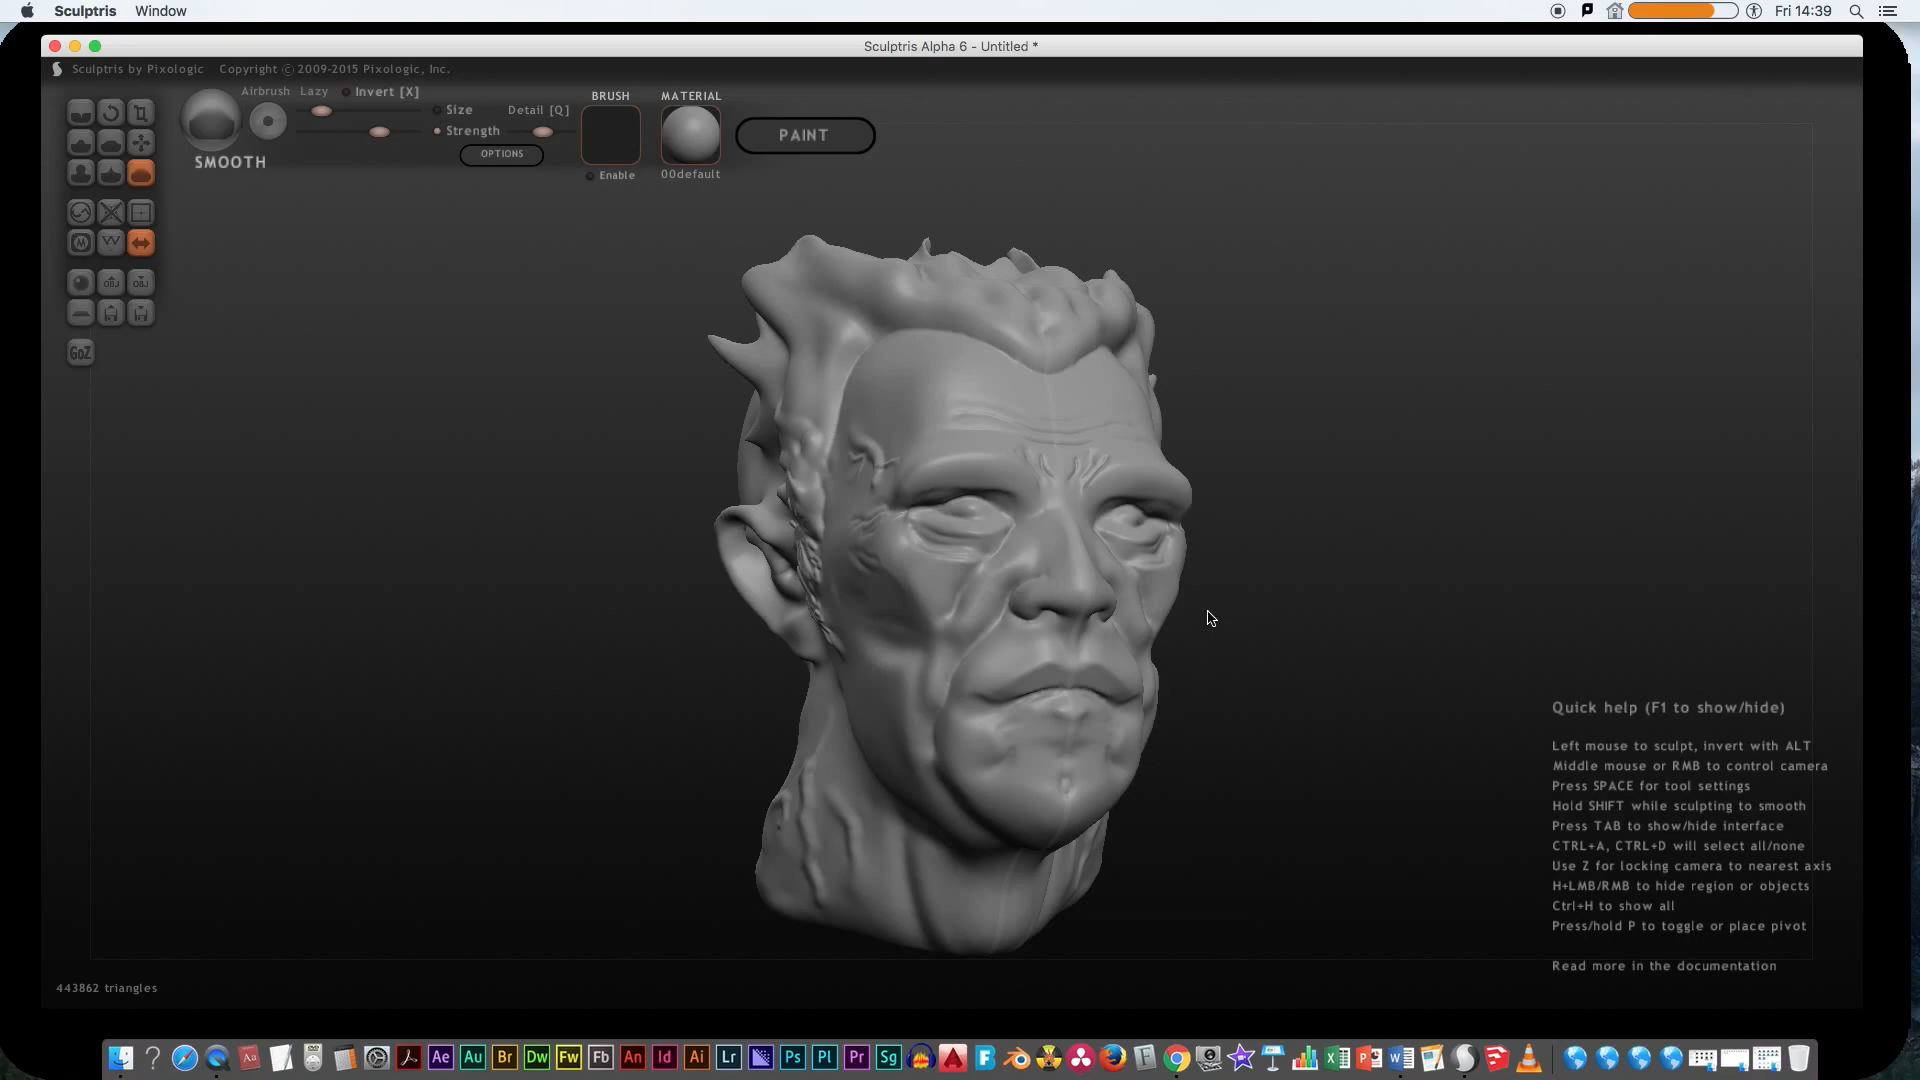 Sculptris Window
Fri 14:39
Sculptris Alpha 6 - Untitled *
Sculptris by Pixologic Copyright © 2009-2015 Pixologic, Inc.
Airbrush Lazy Invert [X]
Size Detail [Q]
Strength
OPTIONS
SMOOTH
BRUSH
Enable
MATERIAL
00default
PAINT
OBJ OBJ
GoZ
Quick help (F1 to show/hide)
Left mouse to sculpt, invert with ALT
Middle mouse or RMB to control camera
Press SPACE for tool settings
Hold SHIFT while sculpting to smooth
Press TAB to show/hide interface
CTRL+A, CTRL+D will select all/none
Use Z for locking camera to nearest axis
H+LMB/RMB to hide region or objects
Ctrl+H to show all
Press/hold P to toggle or place pivot
Read more in the documentation
443862 triangles
? Aa Ae Au Br Dw Fw Fb An Id Ai Lr Ps Pl Pr Sg